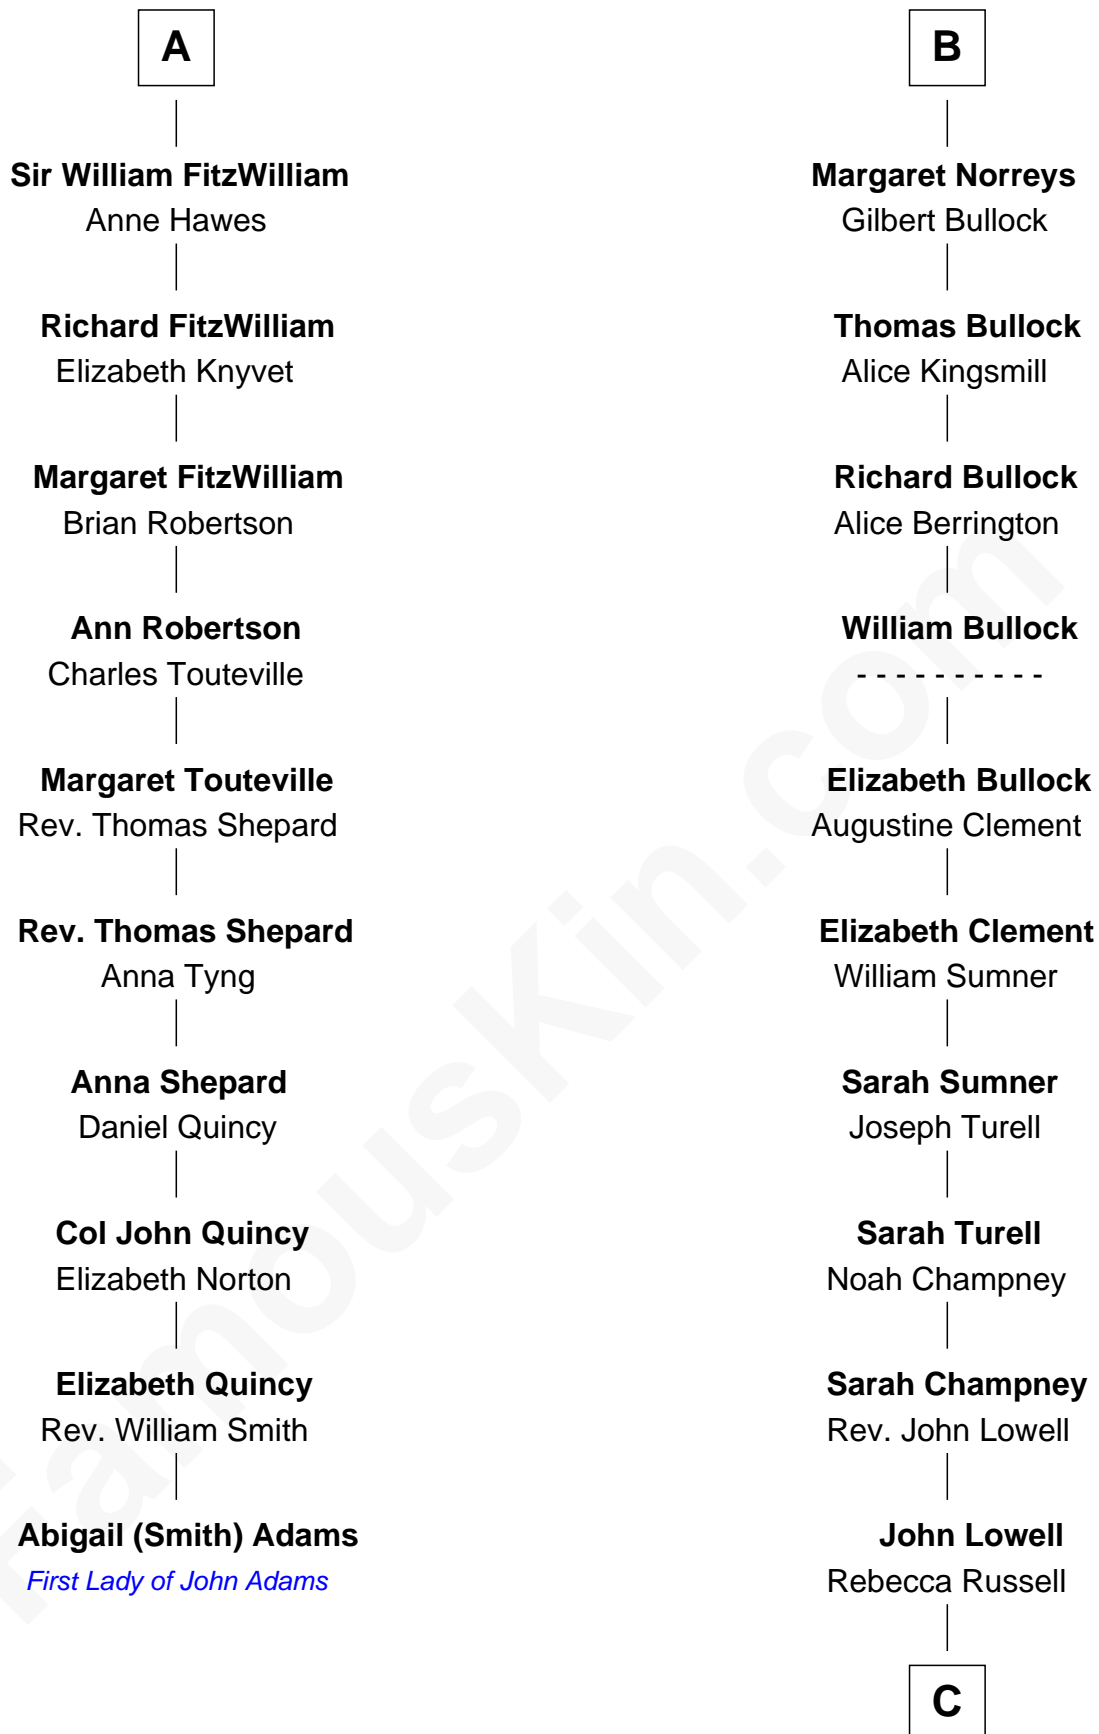 A
Sir William FitzWilliam
Anne Hawes
Richard FitzWilliam
Elizabeth Knyvet
Margaret FitzWilliam
Brian Robertson
Ann Robertson
Charles Touteville
Margaret Touteville
Rev. Thomas Shepard
Rev. Thomas Shepard
Anna Tyng
Anna Shepard
Daniel Quincy
Col John Quincy
Elizabeth Norton
Elizabeth Quincy
Rev. William Smith
Abigail (Smith) Adams
First Lady of John Adams
B
Margaret Norreys
Gilbert Bullock
Thomas Bullock
Alice Kingsmill
Richard Bullock
Alice Berrington
William Bullock
- - - - - - - - - -
Elizabeth Bullock
Augustine Clement
Elizabeth Clement
William Sumner
Sarah Sumner
Joseph Turell
Sarah Turell
Noah Champney
Sarah Champney
Rev. John Lowell
John Lowell
Rebecca Russell
C
FamousKin.com